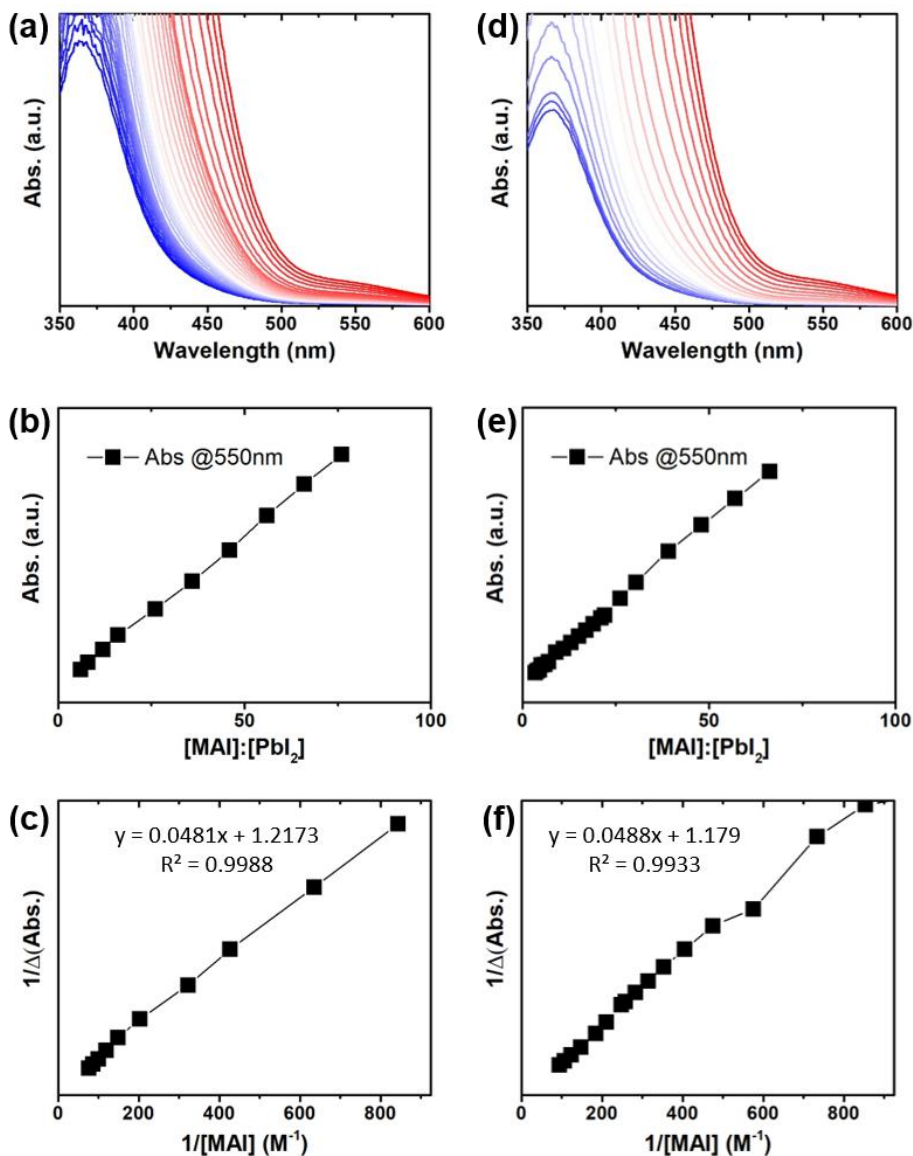 (a)
Abs. (a.u.)
350 400 450 500 550 600
Wavelength (nm)
(d)
Abs. (a.u.)
350 400 450 500 550 600
Wavelength (nm)
(b)
Abs @550nm
Abs. (a.u.)
0 50 100
[MAI]:[PbI₂]
(e)
Abs @550nm
Abs. (a.u.)
0 50 100
[MAI]:[PbI₂]
(c)
y = 0.0481x + 1.2173
R² = 0.9988
1/Δ(Abs.)
0 200 400 600 800
1/[MAI] (M⁻¹)
(f)
y = 0.0488x + 1.179
R² = 0.9933
1/Δ(Abs.)
0 200 400 600 800
1/[MAI] (M⁻¹)